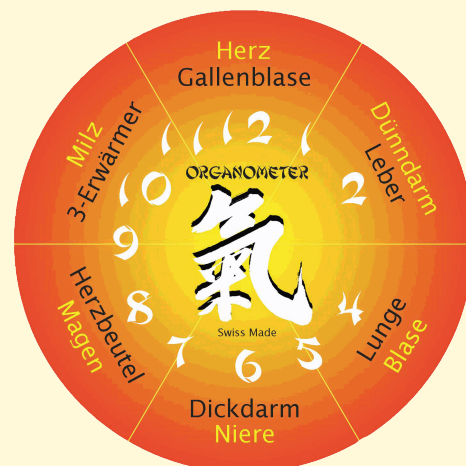 Herz
Gallenblase
Dünndarm
Leber
Lunge
Blase
Dickdarm
Niere
Herzbeutel
Magen
Milz
3-Erwärmer
12
1
2
4
5
6
7
8
9
10
11
ORGANOMETER
氣
Swiss Made